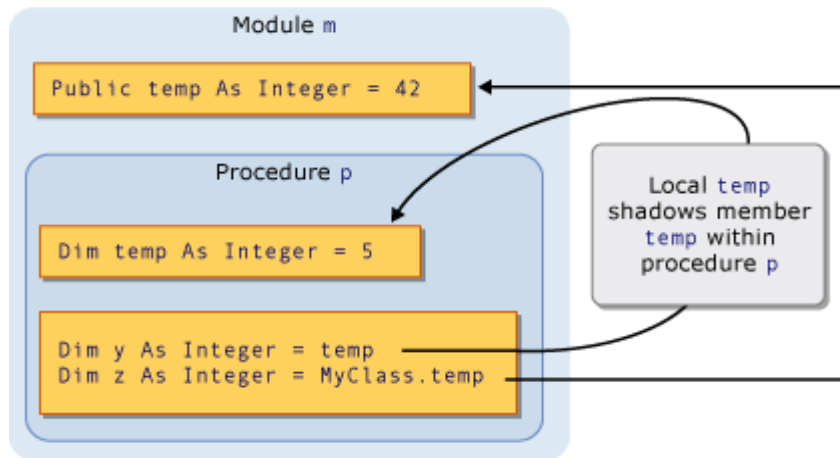 Module m
Public temp As Integer = 42
Procedure p
Dim temp As Integer = 5
Dim y As Integer = temp
Dim z As Integer = MyClass.temp
Local temp
shadows member
temp within
procedure p